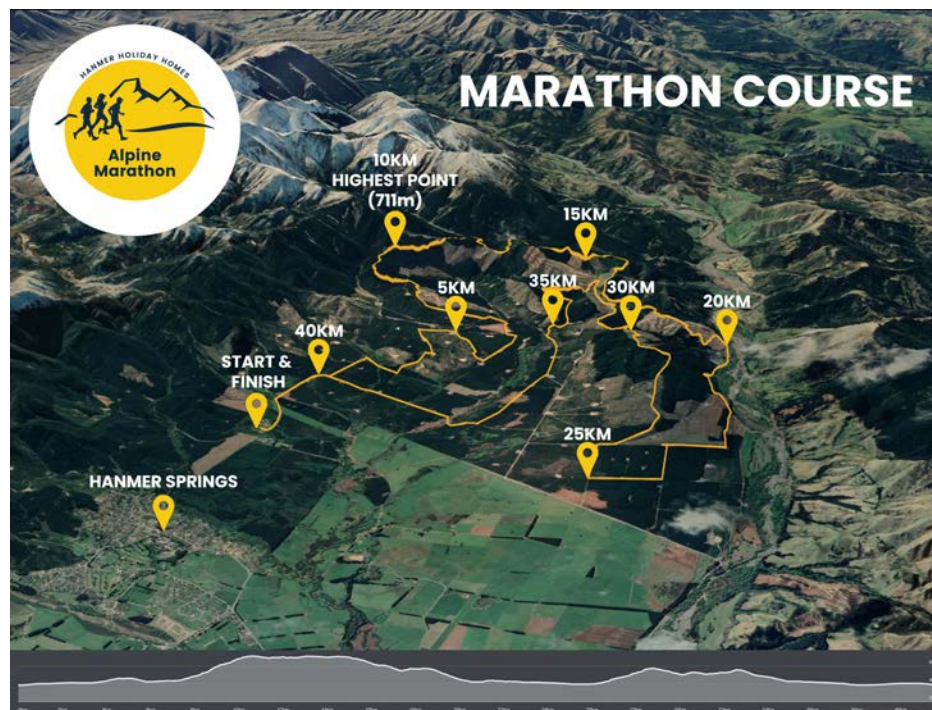 HANMER HOLIDAY HOMES
Alpine
Marathon
MARATHON COURSE
10KM
HIGHEST POINT
(711m)
15KM
5KM
35KM
30KM
20KM
40KM
START &
FINISH
25KM
HANMER SPRINGS